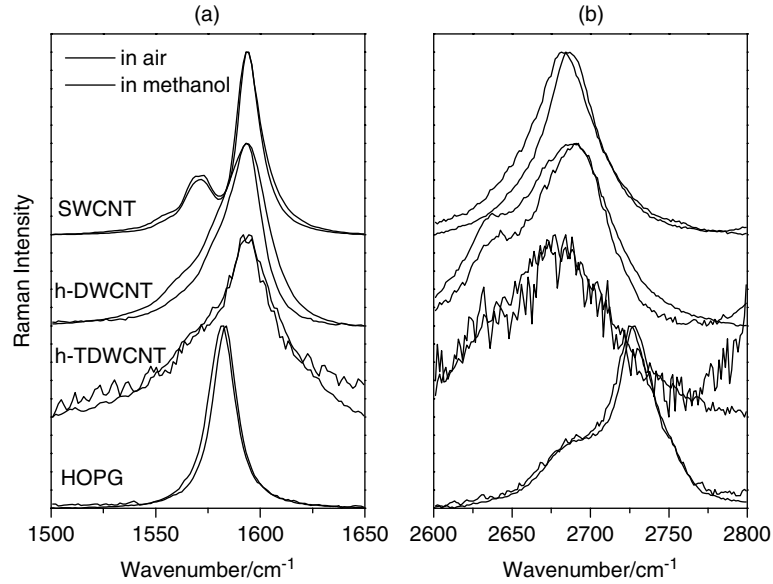 (a)
(b)
in air
in methanol
SWCNT
h-DWCNT
h-TDWCNT
HOPG
Raman Intensity
1500 1550 1600 1650
2600 2650 2700 2750 2800
Wavenumber/cm-1
Wavenumber/cm-1